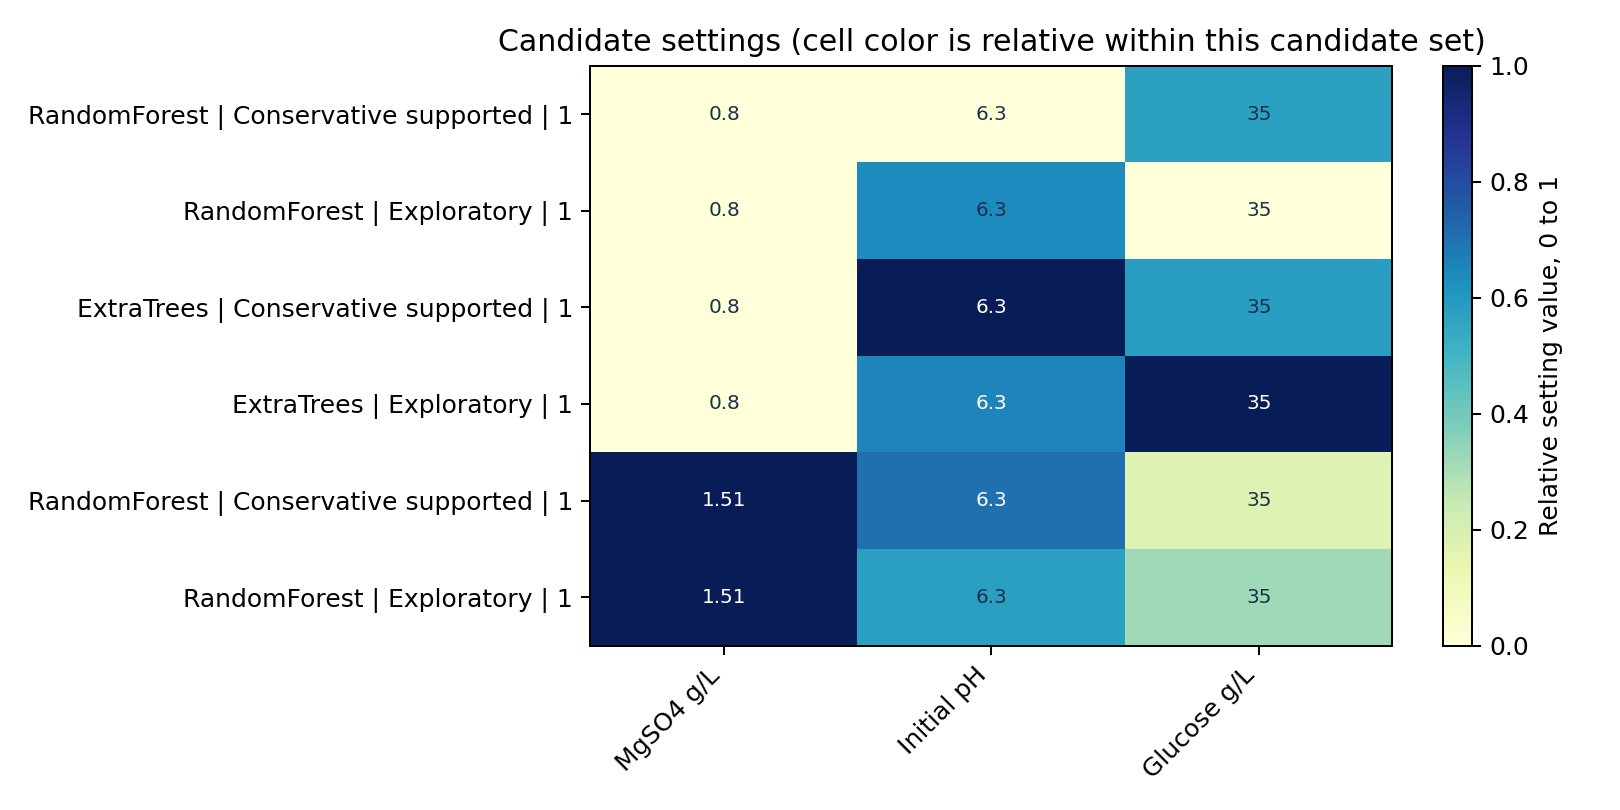 Candidate settings (cell color is relative within this candidate set)
RandomForest | Conservative supported | 1
0.8
6.3
35
RandomForest | Exploratory | 1
0.8
6.3
35
ExtraTrees | Conservative supported | 1
0.8
6.3
35
ExtraTrees | Exploratory | 1
0.8
6.3
35
RandomForest | Conservative supported | 1
1.51
6.3
35
RandomForest | Exploratory | 1
1.51
6.3
35
MgSO4 g/L
Initial pH
Glucose g/L
1.0
0.8
0.6
0.4
0.2
0.0
Relative setting value, 0 to 1